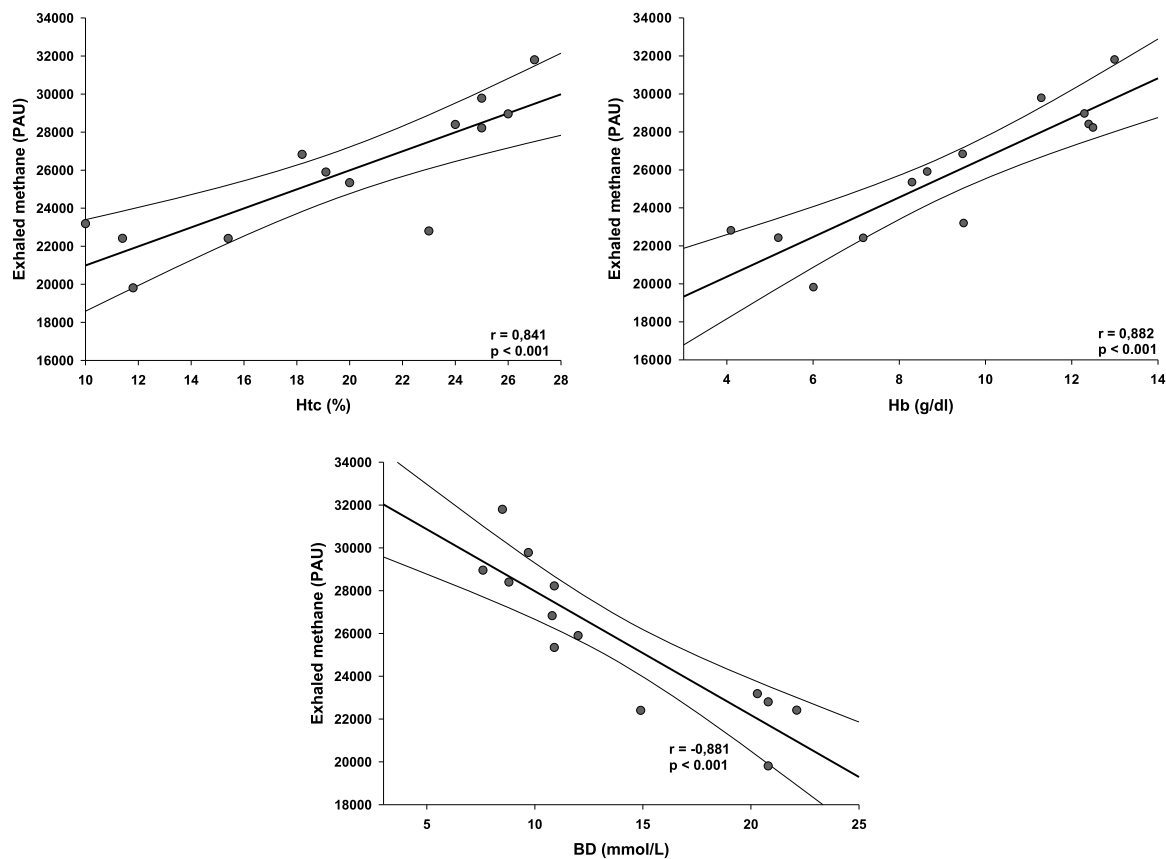 34000
32000
30000
28000
26000
24000
22000
20000
18000
16000
Exhaled methane (PAU)
r = 0,841
p < 0.001
10 12 14 16 18 20 22 24 26 28
Htc (%)
34000
32000
30000
28000
26000
24000
22000
20000
18000
16000
Exhaled methane (PAU)
r = 0,882
p < 0.001
4 6 8 10 12 14
Hb (g/dl)
34000
32000
30000
28000
26000
24000
22000
20000
18000
Exhaled methane (PAU)
r = -0,881
p < 0.001
5 10 15 20 25
BD (mmol/L)